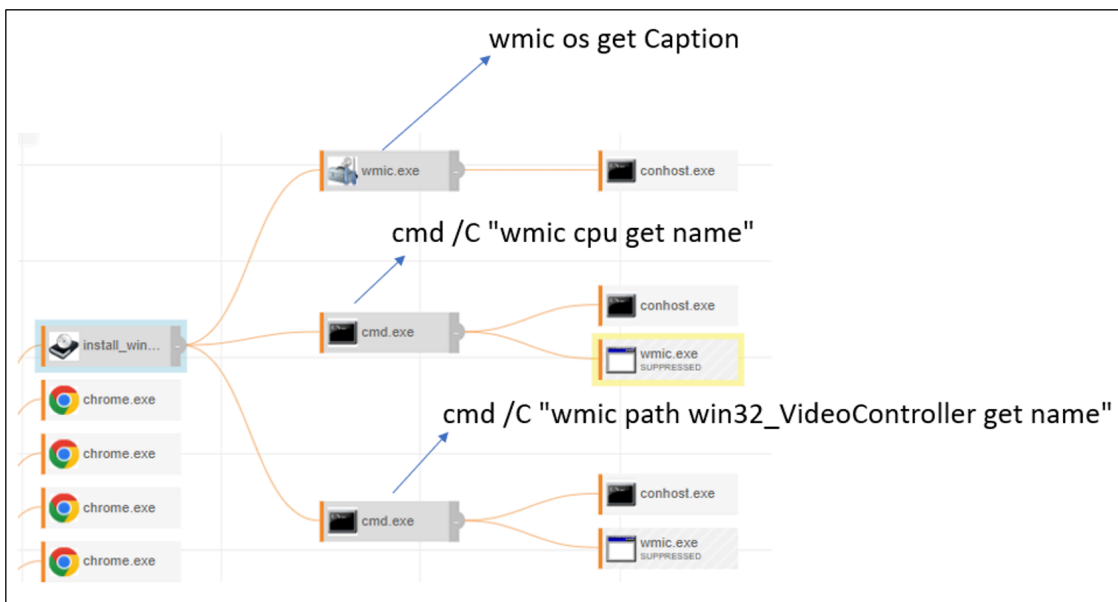 wmic os get Caption
wmic.exe
conhost.exe
cmd /C "wmic cpu get name"
conhost.exe
cmd.exe
install_win...
wmic.exe
SUPPRESSED
chrome.exe
cmd /C "wmic path win32_VideoController get name"
chrome.exe
conhost.exe
chrome.exe
cmd.exe
wmic.exe
SUPPRESSED
chrome.exe